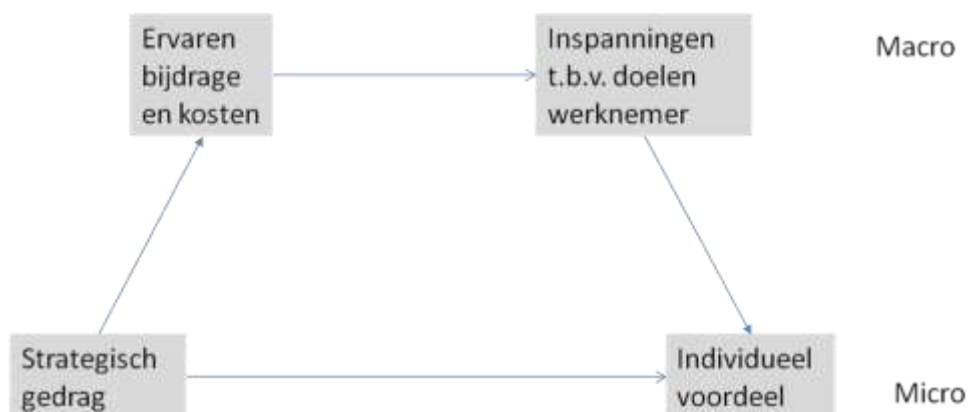 Ervaren
bijdrage
en kosten
Inspanningen
t.b.v. doelen
werknemer
Macro
Strategisch
gedrag
Individueel
voordeel
Micro